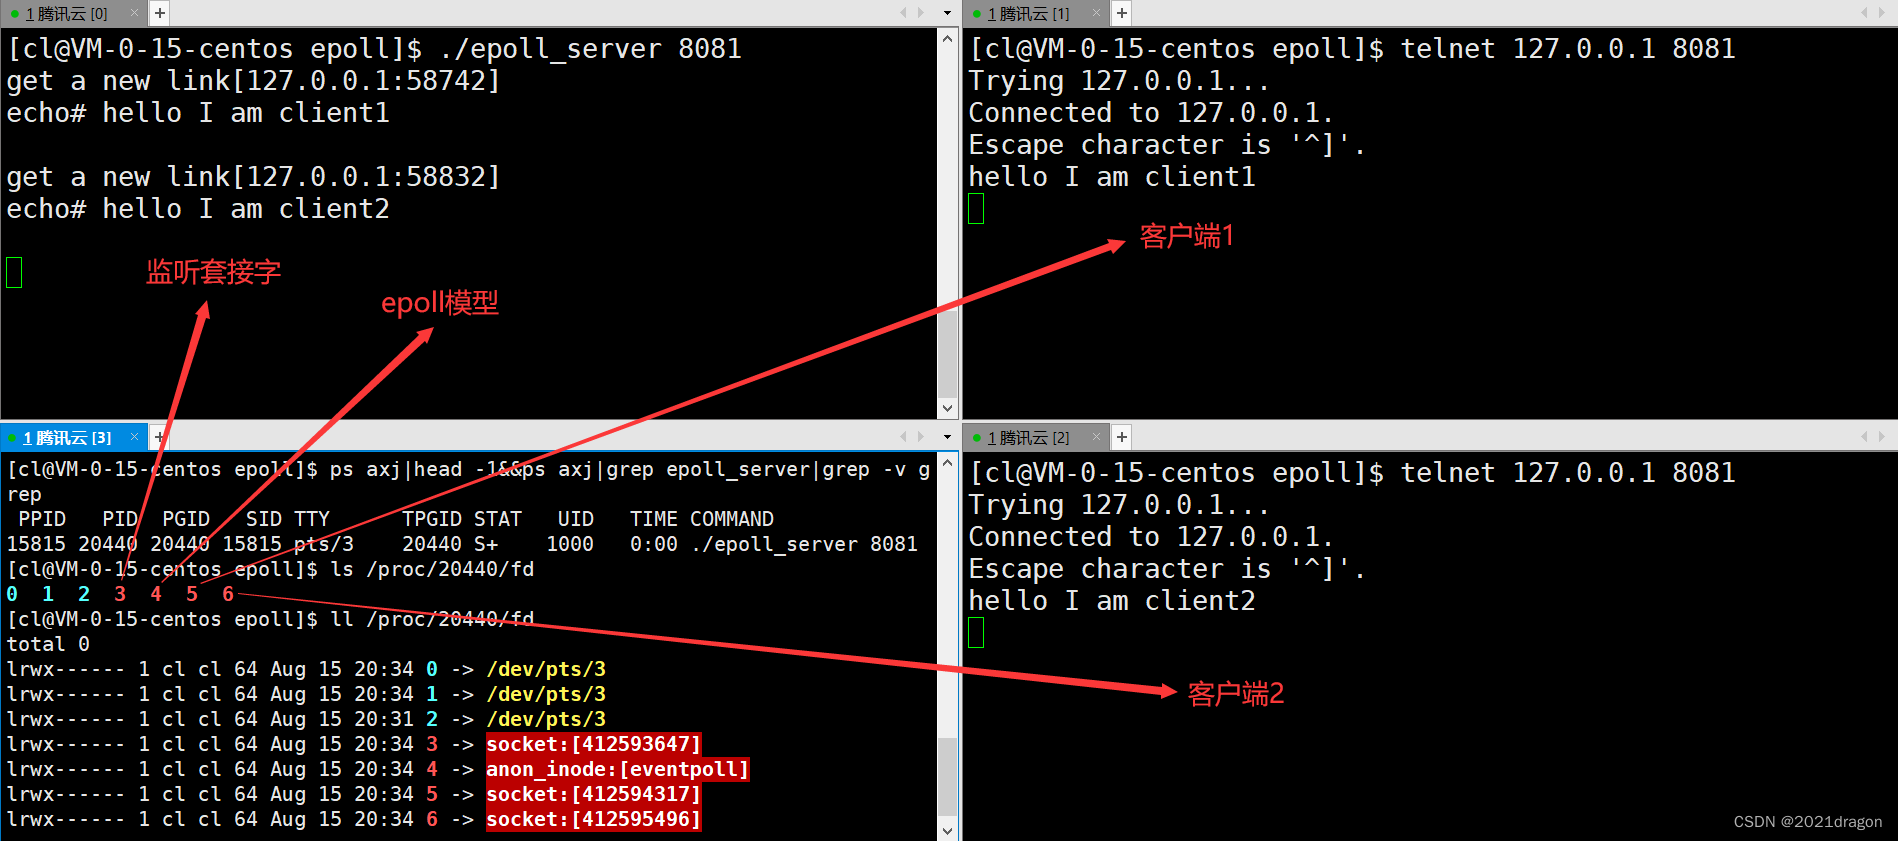 1 腾讯云 [0]
[cl@VM-0-15-centos epoll]$ ./epoll_server 8081
get a new link[127.0.0.1:58742]
echo# hello I am client1
get a new link[127.0.0.1:58832]
echo# hello I am client2
监听套接字
epoll模型
1 腾讯云 [1]
[cl@VM-0-15-centos epoll]$ telnet 127.0.0.1 8081
Trying 127.0.0.1...
Connected to 127.0.0.1.
Escape character is '^]'.
hello I am client1
客户端1
1 腾讯云 [3]
[cl@VM-0-15-centos epoll]$ ps axj|head -1&&ps axj|grep epoll_server|grep -v g
rep
PPID PID PGID SID TTY TPGID STAT UID TIME COMMAND
15815 20440 20440 15815 pts/3 20440 S+ 1000 0:00 ./epoll_server 8081
[cl@VM-0-15-centos epoll]$ ls /proc/20440/fd
0 1 2 3 4 5 6
[cl@VM-0-15-centos epoll]$ ll /proc/20440/fd
total 0
lrwx------ 1 cl cl 64 Aug 15 20:34 0 -> /dev/pts/3
lrwx------ 1 cl cl 64 Aug 15 20:34 1 -> /dev/pts/3
lrwx------ 1 cl cl 64 Aug 15 20:31 2 -> /dev/pts/3
lrwx------ 1 cl cl 64 Aug 15 20:34 3 -> socket:[412593647]
lrwx------ 1 cl cl 64 Aug 15 20:34 4 -> anon_inode:[eventpoll]
lrwx------ 1 cl cl 64 Aug 15 20:34 5 -> socket:[412594317]
lrwx------ 1 cl cl 64 Aug 15 20:34 6 -> socket:[412595496]
1 腾讯云 [2]
[cl@VM-0-15-centos epoll]$ telnet 127.0.0.1 8081
Trying 127.0.0.1...
Connected to 127.0.0.1.
Escape character is '^]'.
hello I am client2
客户端2
CSDN @2021dragon